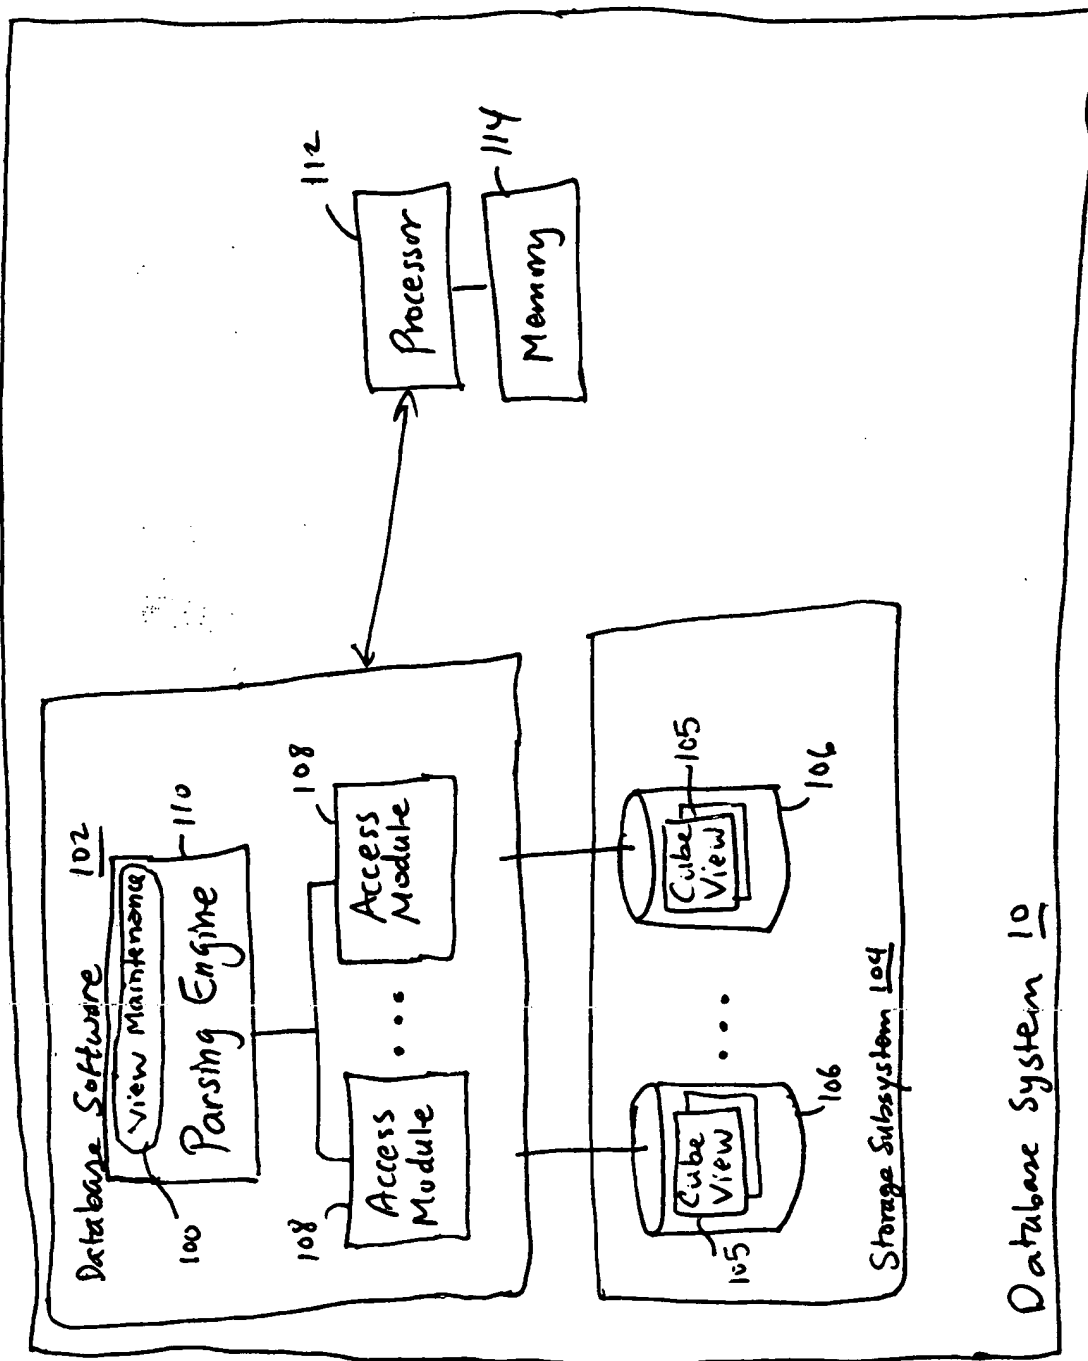 Database Software 102
View Maintenance
100
Parsing Engine
110
108
Access
Module
...
108
Access
Module
112
Processor
114
Memory
Cube
View
105
106
...
Cube
View
105
106
Storage Subsystem 104
Database System 10